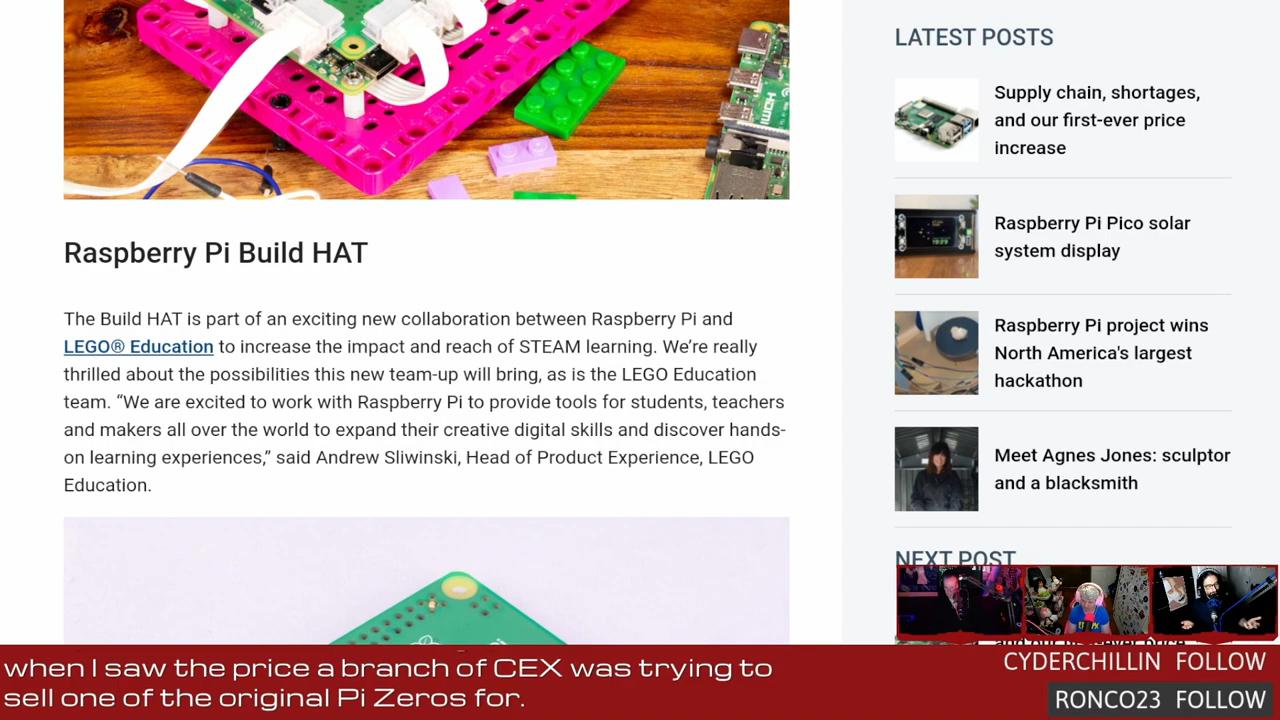 LATEST POSTS
Supply chain, shortages,
and our first-ever price
increase
Raspberry Pi Pico solar
system display
Raspberry Pi project wins
North America's largest
hackathon
Meet Agnes Jones: sculptor
and a blacksmith
NEXT POST
HDMI
Raspberry Pi Build HAT
The Build HAT is part of an exciting new collaboration between Raspberry Pi and
LEGO® Education to increase the impact and reach of STEAM learning. We’re really
thrilled about the possibilities this new team-up will bring, as is the LEGO Education
team. “We are excited to work with Raspberry Pi to provide tools for students, teachers
and makers all over the world to expand their creative digital skills and discover hands-
on learning experiences,” said Andrew Sliwinski, Head of Product Experience, LEGO
Education.
when I saw the price a branch of CEX was trying to
sell one of the original Pi Zeros for.
CYDERCHILLIN FOLLOW
RONCO23 FOLLOW